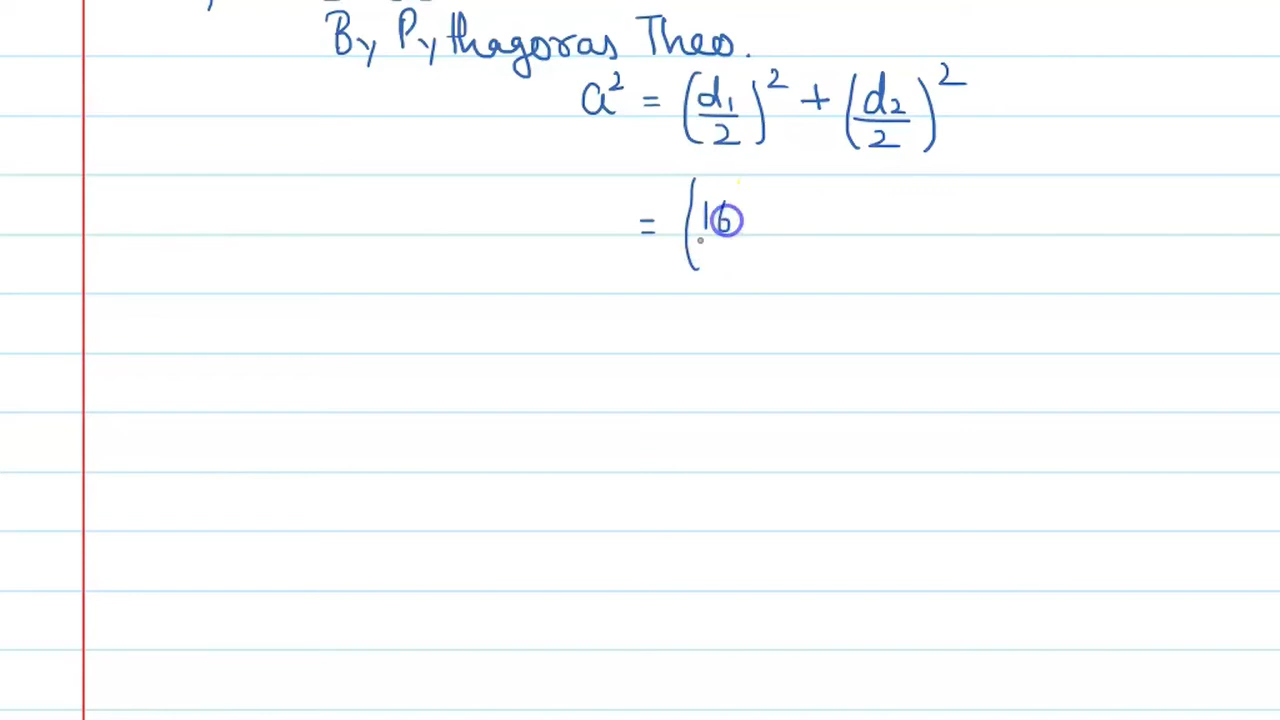 By Pythagoras Theo.
a² = (d₁/2)² + (d₂/2)²
= (16